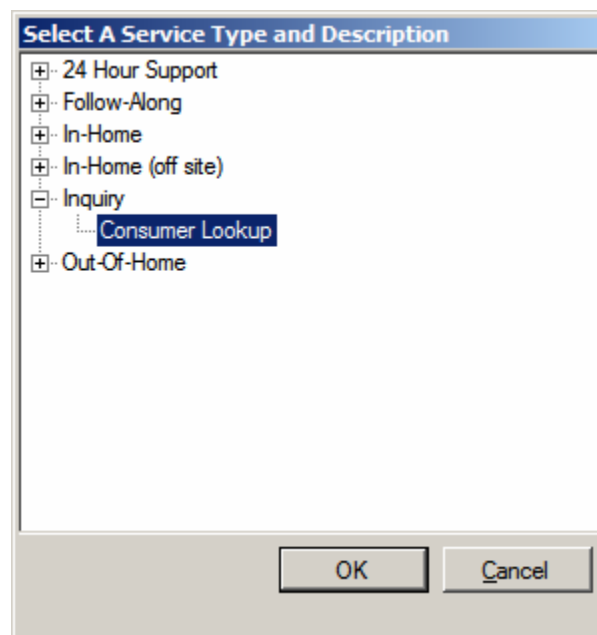 Select A Service Type and Description
24 Hour Support
Follow-Along
In-Home
In-Home (off site)
Inquiry
Consumer Lookup
Out-Of-Home
OK Cancel